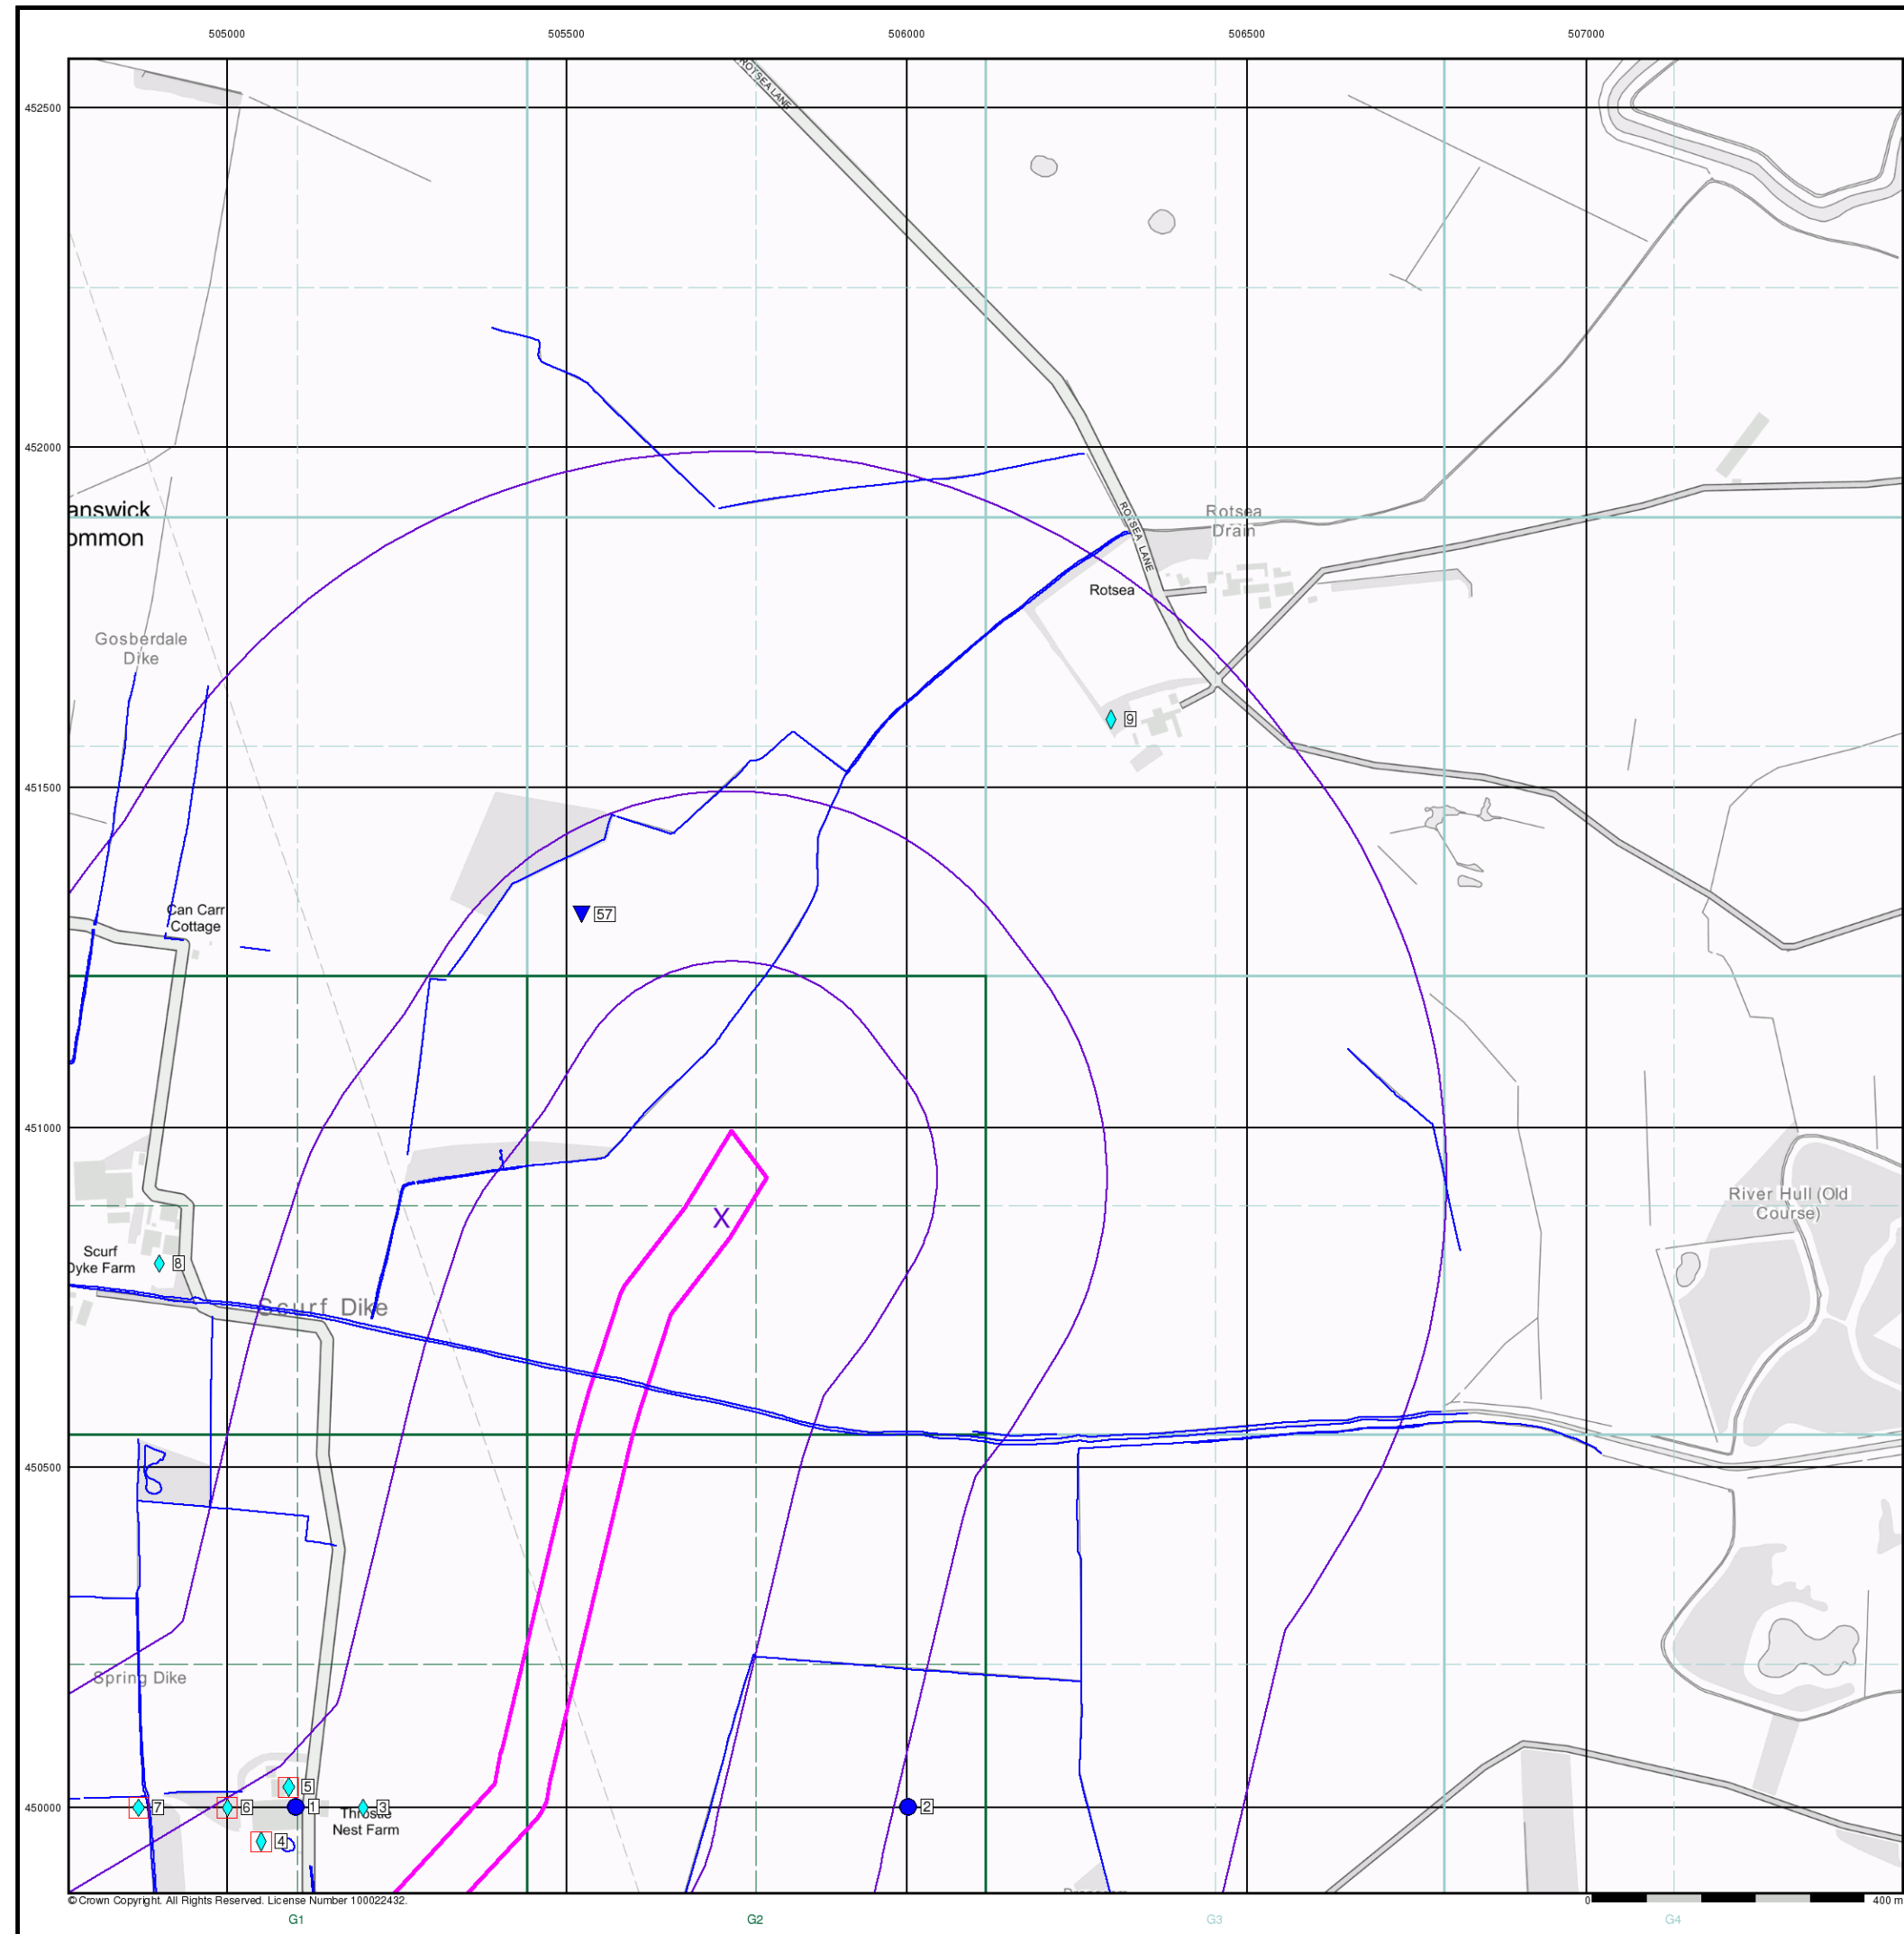 505000
505500
506000
506500
507000
ROTSEA LANE
452500
452000
answick
ommon
ROTSEA LANE
Rotsea
Drain
Rotsea
Gosberdale
Dike
9
451500
Can Carr
Cottage
57
451000
X
River Hull (Old
Course)
Scurf
Dyke Farm
8
Scurf Dike
450500
Spring Dike
5
450000
7
6
1
3
2
Throstle
Nest Farm
4
© Crown Copyright. All Rights Reserved. License Number 100022432.
0
400 m
G1
G2
G3
G4